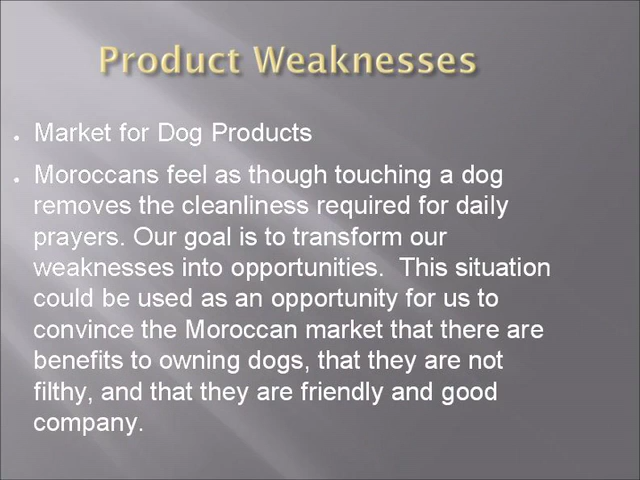 Product Weaknesses
• Market for Dog Products
• Moroccans feel as though touching a dog
removes the cleanliness required for daily
prayers. Our goal is to transform our
weaknesses into opportunities.  This situation
could be used as an opportunity for us to
convince the Moroccan market that there are
benefits to owning dogs, that they are not
filthy, and that they are friendly and good
company.